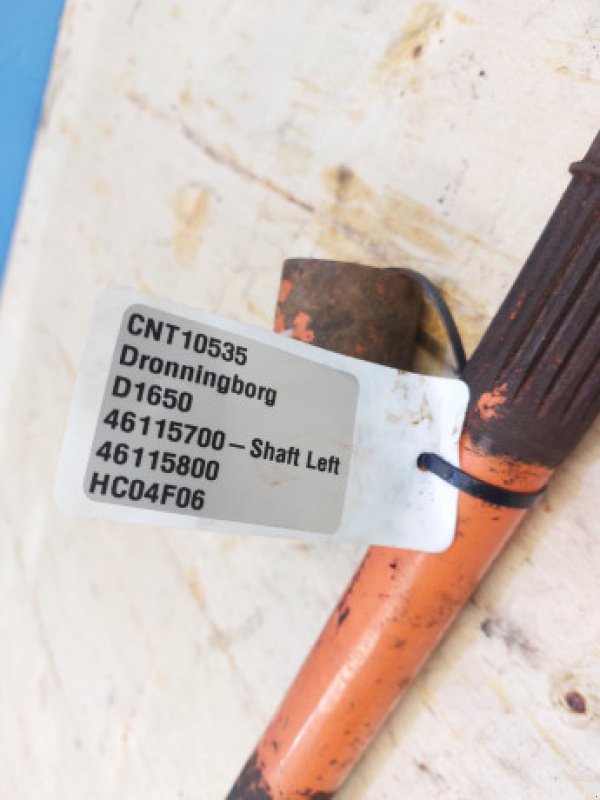 CNT10535
Dronningborg
D1650
46115700 – Shaft Left
46115800
HC04F06